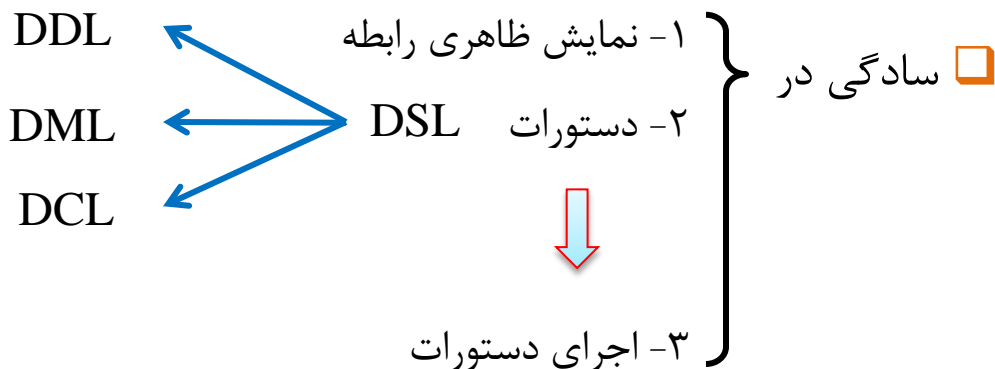 سادگی در
۱- نمایش ظاهری رابطه
۲- دستورات DSL
DDL
DML
DCL
۳- اجرای دستورات